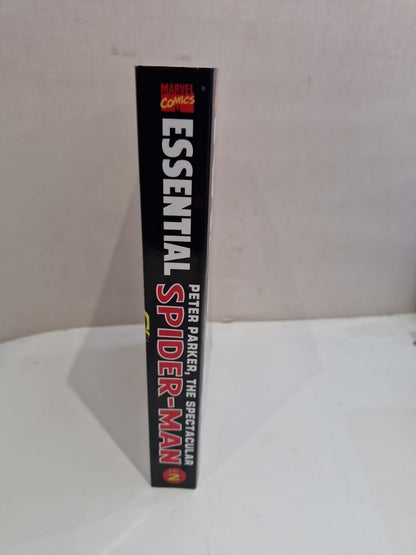 MARVEL
COMICS
ESSENTIAL
PETER PARKER, THE SPECTACULAR
SPIDER-MAN